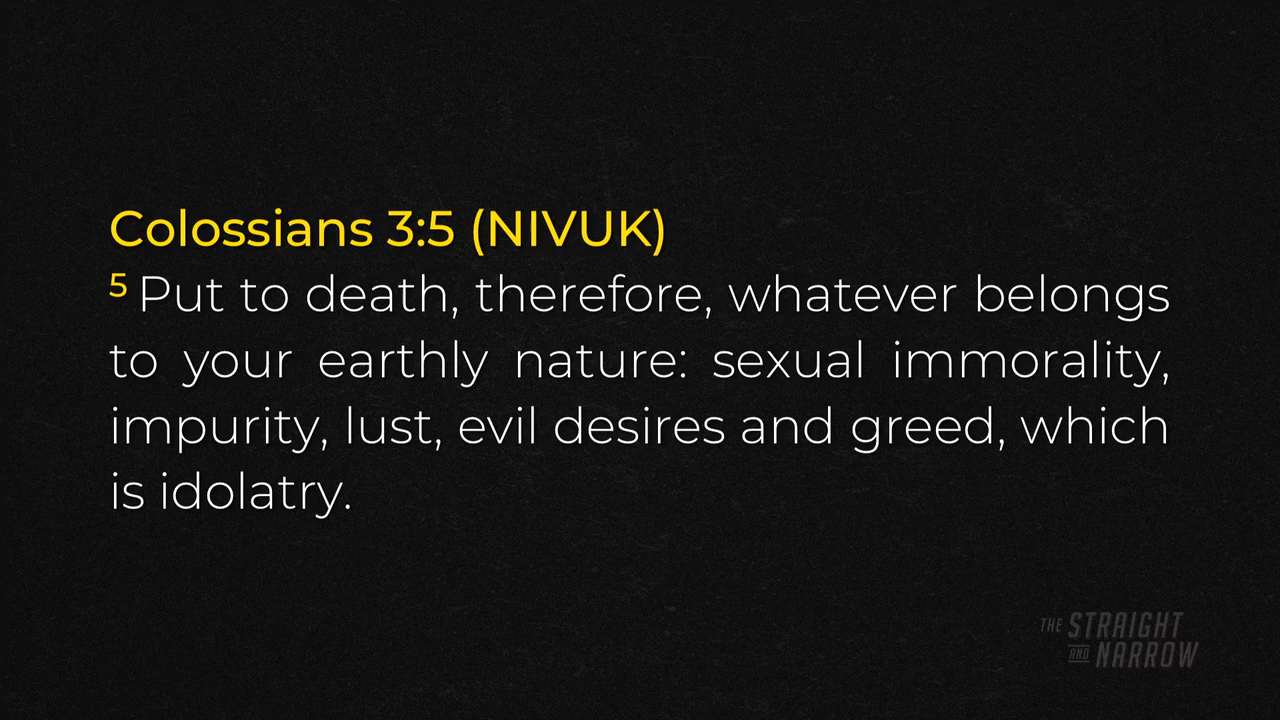 Colossians 3:5 (NIVUK)
5 Put to death, therefore, whatever belongs
to your earthly nature: sexual immorality,
impurity, lust, evil desires and greed, which
is idolatry.
THE STRAIGHT
AND NARROW